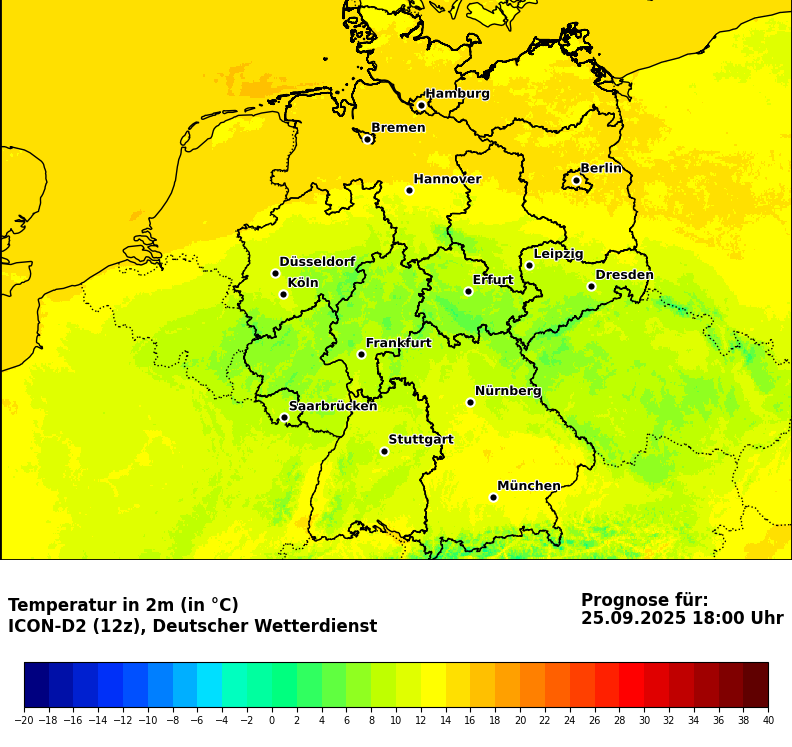 Hamburg
Bremen
Berlin
Hannover
Leipzig
Düsseldorf
Dresden
Köln
Erfurt
Frankfurt
Nürnberg
Saarbrücken
Stuttgart
München
Temperatur in 2m (in °C)
ICON-D2 (12z), Deutscher Wetterdienst
Prognose für:
25.09.2025 18:00 Uhr
−20 −18 −16 −14 −12 −10 −8 −6 −4 −2 0 2 4 6 8 10 12 14 16 18 20 22 24 26 28 30 32 34 36 38 40